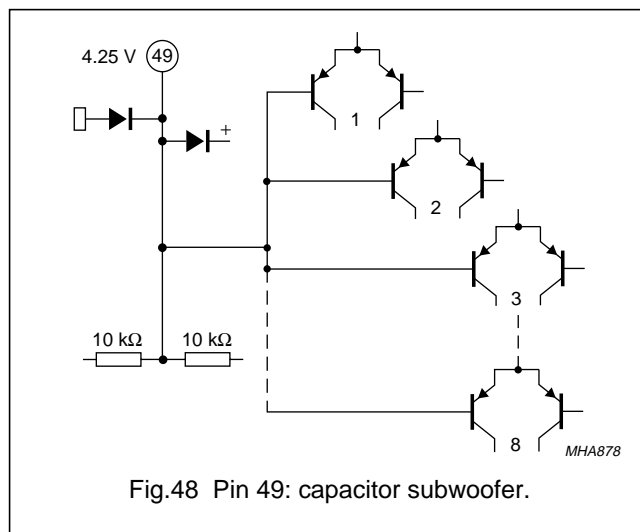 4.25 V 49
+
1
2
3
10 kΩ 10 kΩ
8
MHA878
Fig.48 Pin 49: capacitor subwoofer.